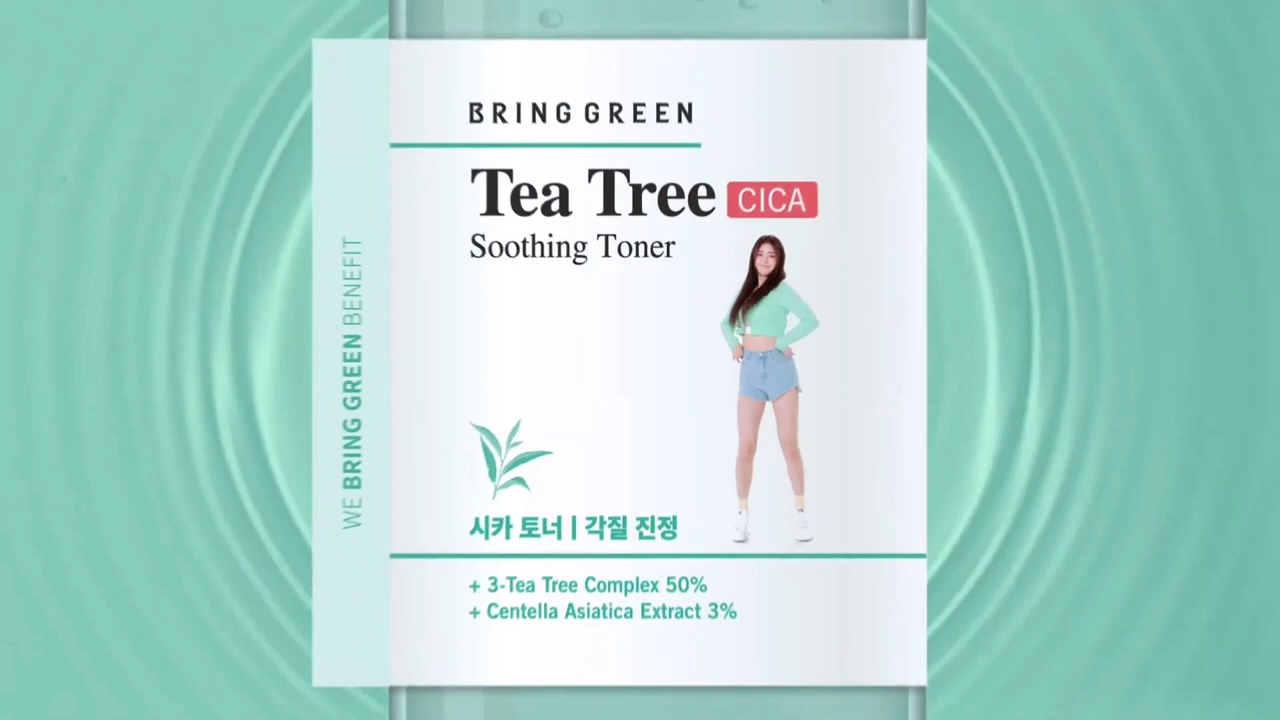 BRING GREEN
Tea Tree CICA
Soothing Toner
시카 토너 | 각질 진정
+ 3-Tea Tree Complex 50%
+ Centella Asiatica Extract 3%
WE BRING GREEN BENEFIT